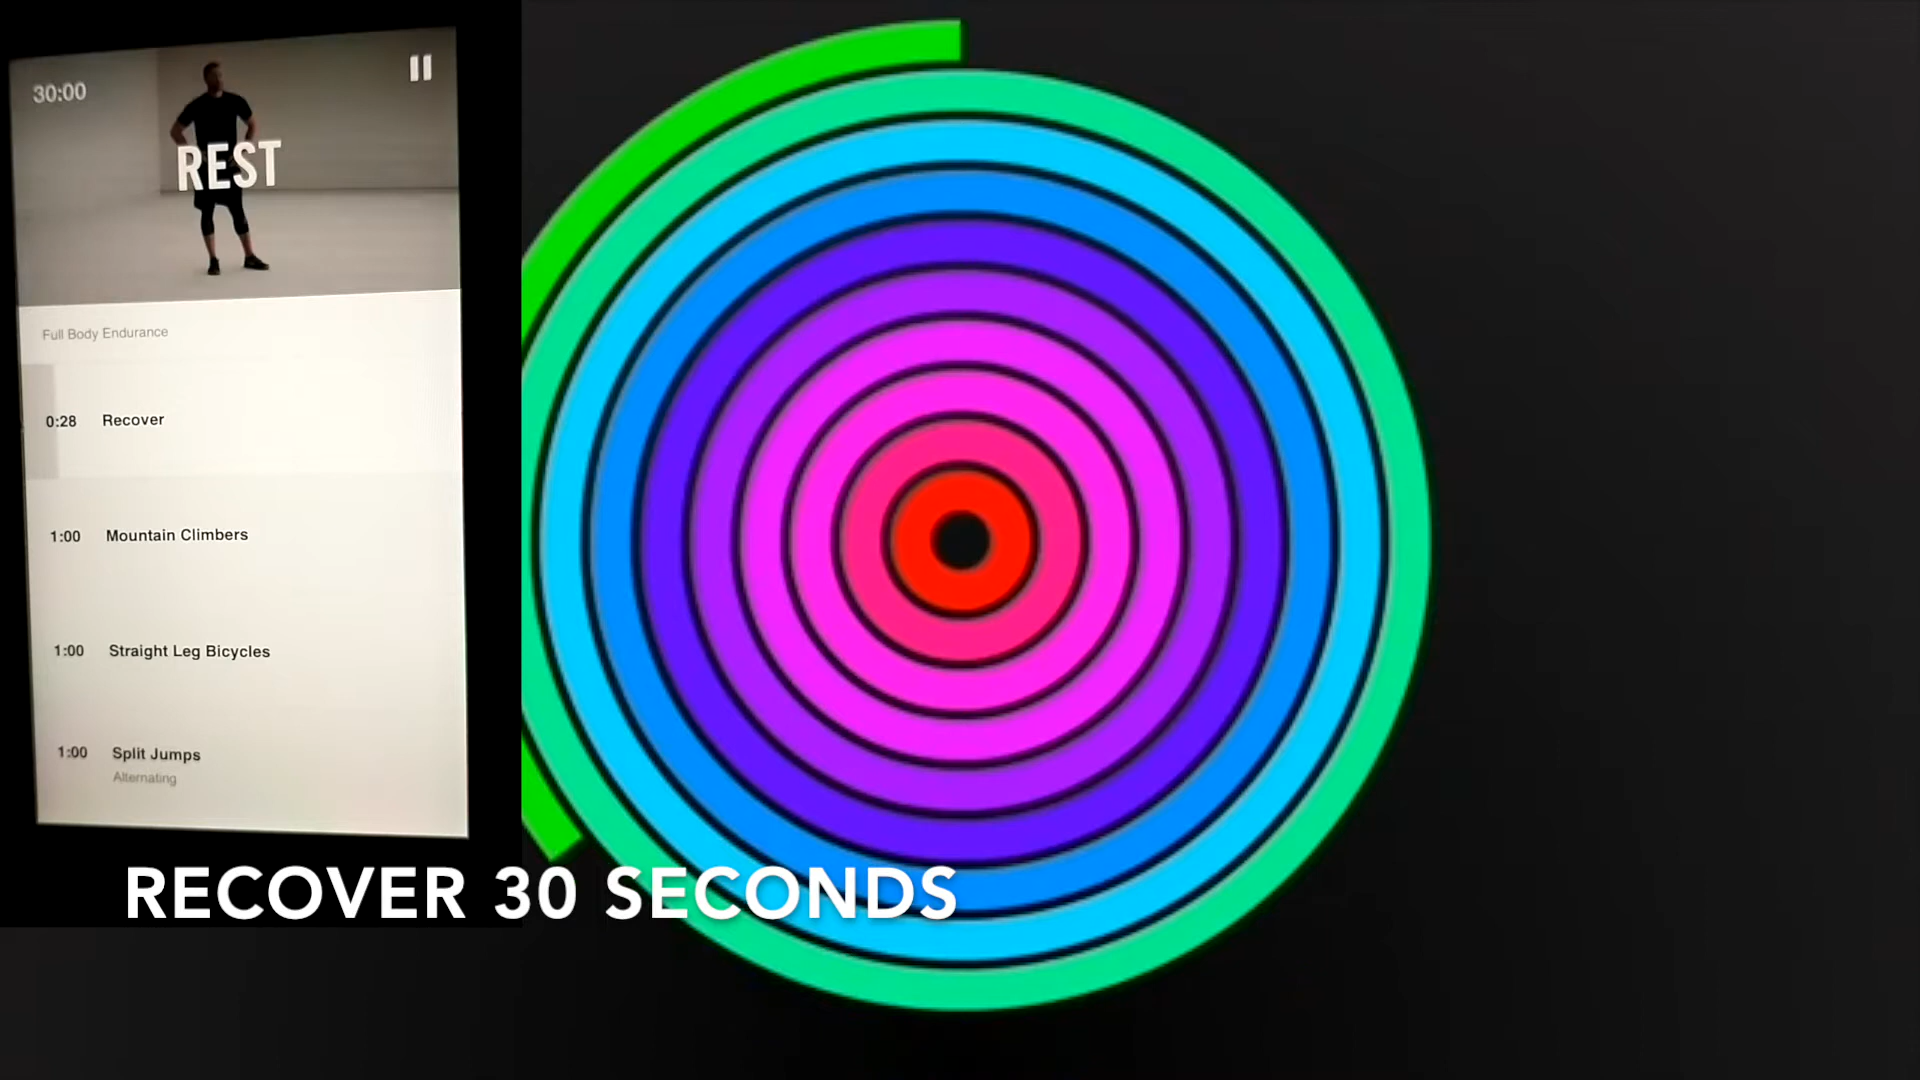 30:00
REST
Full Body Endurance
0:28 Recover
1:00 Mountain Climbers
1:00 Straight Leg Bicycles
1:00 Split Jumps
Alternating
RECOVER 30 SECONDS